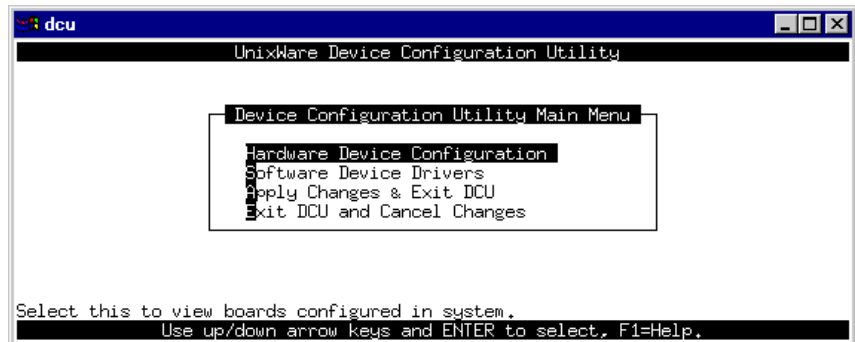 dcu
UnixWare Device Configuration Utility
Device Configuration Utility Main Menu
Hardware Device Configuration
Software Device Drivers
Apply Changes & Exit DCU
Exit DCU and Cancel Changes
Select this to view boards configured in system.
Use up/down arrow keys and ENTER to select, F1=Help.